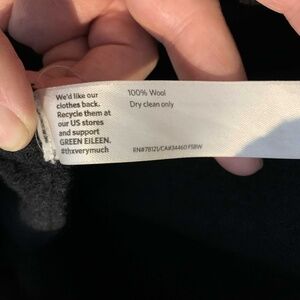 We'd like our
clothes back.
Recycle them at
our US stores
and support
GREEN EILEEN.
#thxverymuch
100% Wool
Dry clean only
RN#78121/CA#34460 F5BW